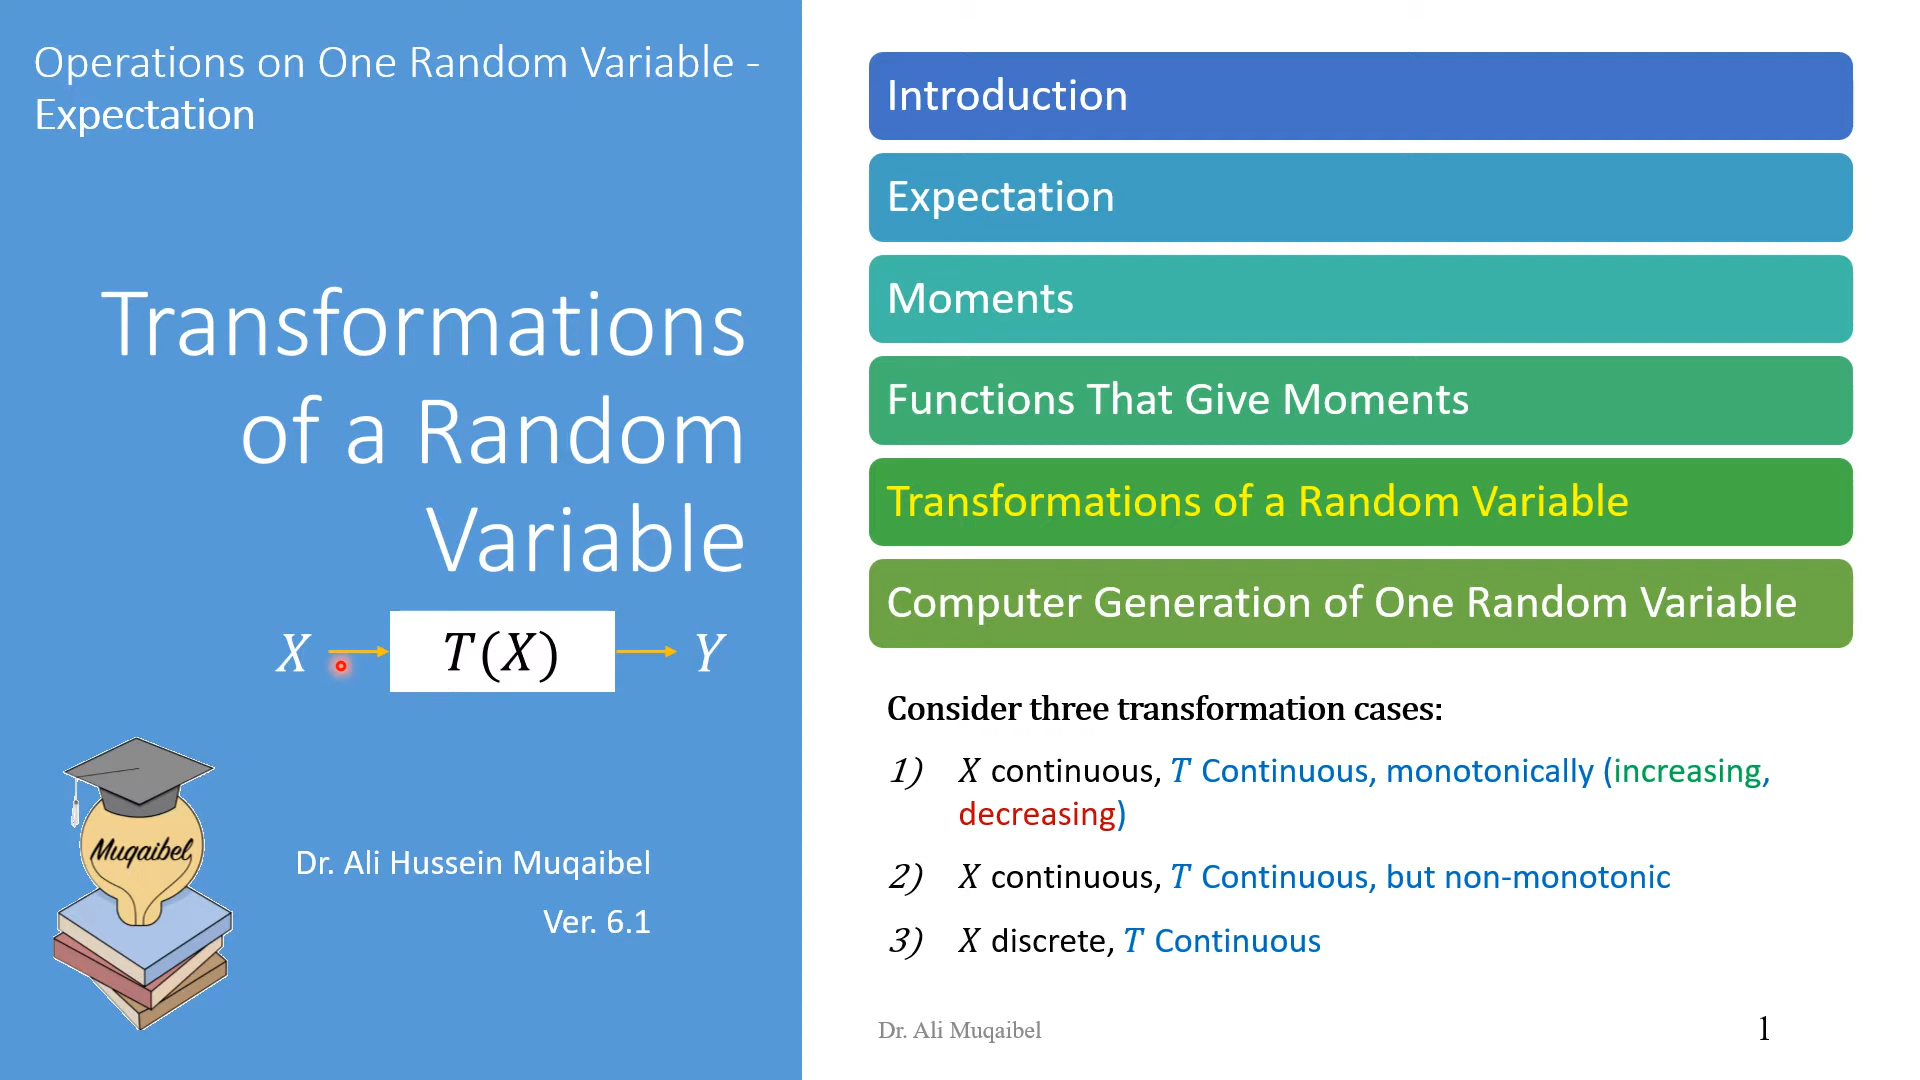 Operations on One Random Variable -
Expectation
Transformations
of a Random
Variable
X T(X) Y
Muqaibel
Dr. Ali Hussein Muqaibel
Ver. 6.1
Introduction
Expectation
Moments
Functions That Give Moments
Transformations of a Random Variable
Computer Generation of One Random Variable
Consider three transformation cases:
1) X continuous, T Continuous, monotonically (increasing,
decreasing)
2) X continuous, T Continuous, but non-monotonic
3) X discrete, T Continuous
Dr. Ali Muqaibel
1